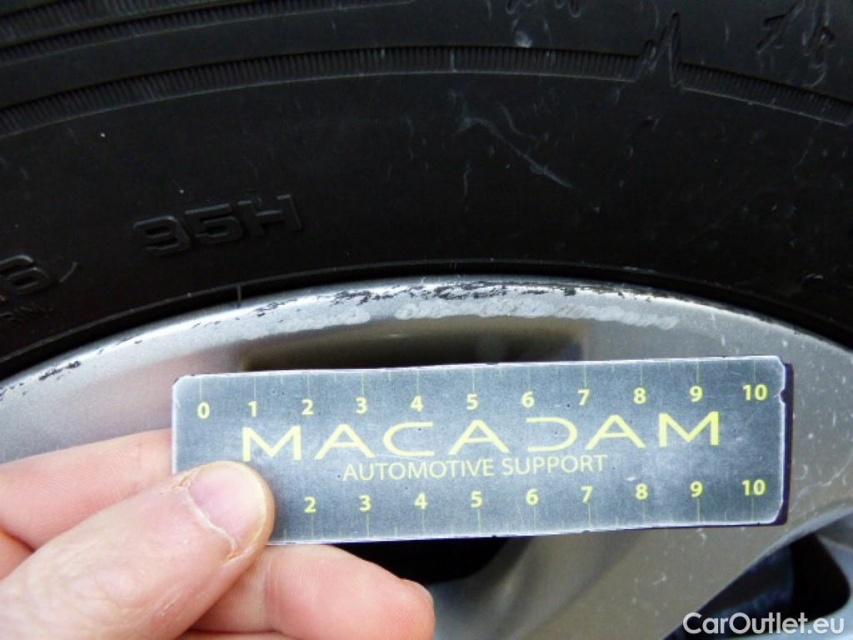 95H
0 1 2 3 4 5 6 7 8 9 10
MACADAM
AUTOMOTIVE SUPPORT
2 3 4 5 6 7 8 9 10
CarOutlet.eu